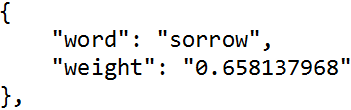 {
    "word": "sorrow",
    "weight": "0.658137968"
},